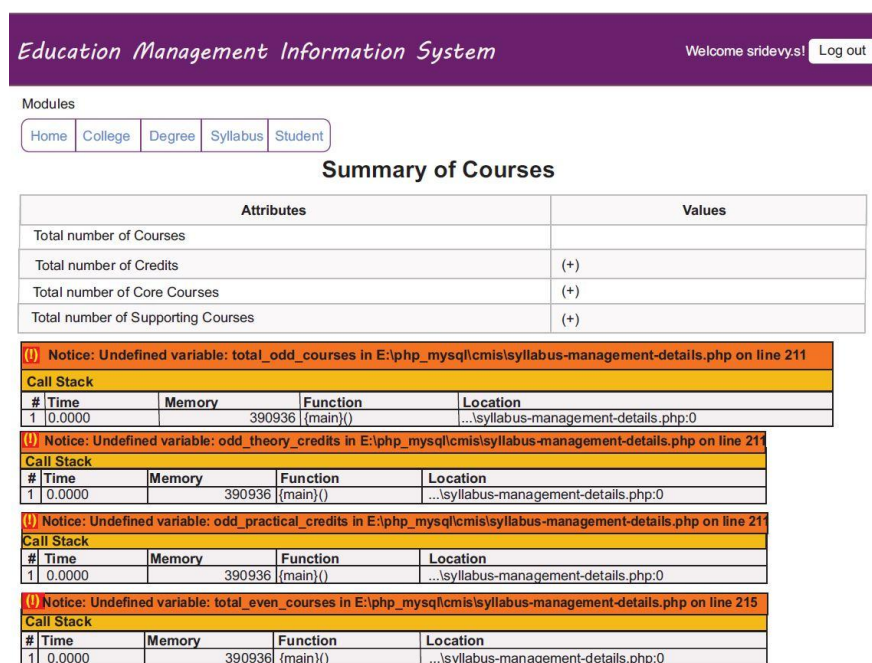 Education Management Information System
Welcome sridevy.s! Log out
Modules
Home College Degree Syllabus Student
Summary of Courses
Attributes Values
Total number of Courses
Total number of Credits (+)
Total number of Core Courses (+)
Total number of Supporting Courses (+)
(!) Notice: Undefined variable: total_odd_courses in E:\php_mysql\cmis\syllabus-management-details.php on line 211
Call Stack
# Time Memory Function Location
1 0.0000 390936 {main}() ...\syllabus-management-details.php:0
(!) Notice: Undefined variable: odd_theory_credits in E:\php_mysql\cmis\syllabus-management-details.php on line 211
Call Stack
# Time Memory Function Location
1 0.0000 390936 {main}() ...\syllabus-management-details.php:0
(!) Notice: Undefined variable: odd_practical_credits in E:\php_mysql\cmis\syllabus-management-details.php on line 211
Call Stack
# Time Memory Function Location
1 0.0000 390936 {main}() ...\syllabus-management-details.php:0
(!) Notice: Undefined variable: total_even_courses in E:\php_mysql\cmis\syllabus-management-details.php on line 215
Call Stack
# Time Memory Function Location
1 0.0000 390936 {main}() ...\syllabus-management-details.php:0